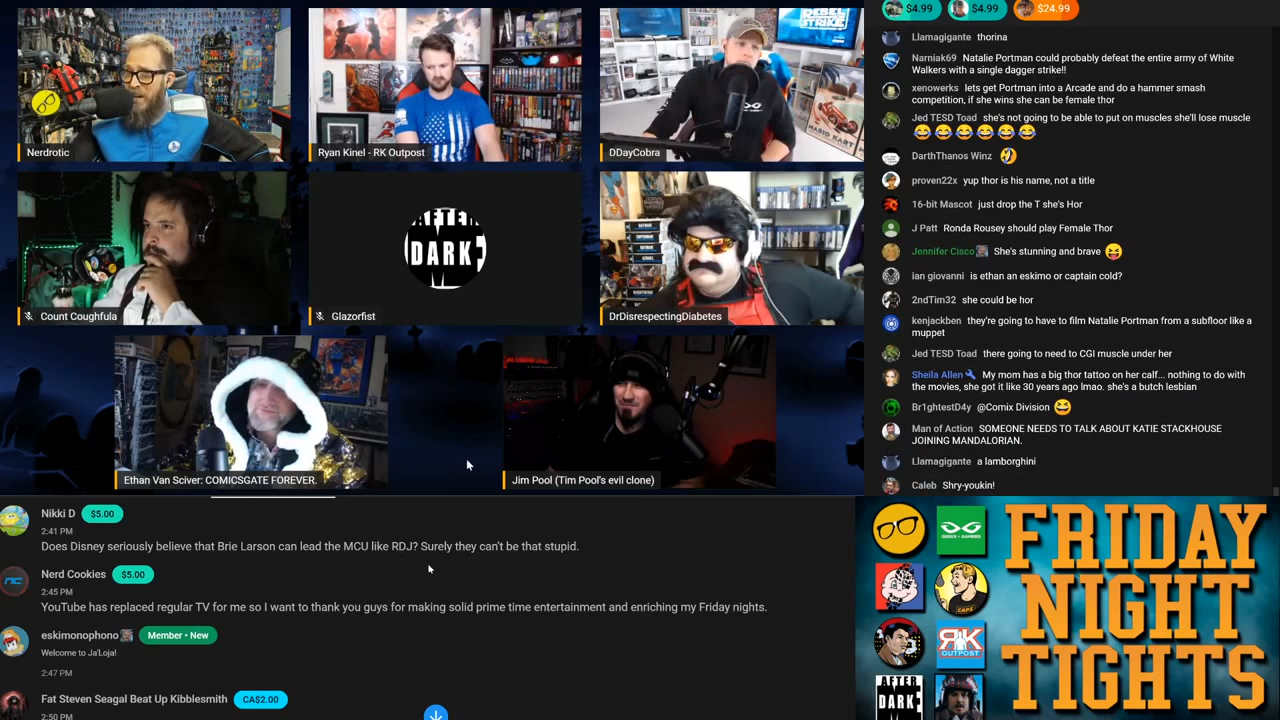 REBEL
STRIKE
MARIO KART
Nerdrotic
Ryan Kinel - RK Outpost
DDayCobra
AFTER
DARK
Count Coughfula
Glazorfist
DrDisrespectingDiabetes
Ethan Van Sciver: COMICSGATE FOREVER.
Jim Pool (Tim Pool's evil clone)
$4.99
$4.99
$24.99
Llamagigante thorina
Narniak69 Natalie Portman could probably defeat the entire army of White
Walkers with a single dagger strike!!
xenowerks lets get Portman into a Arcade and do a hammer smash
competition, if she wins she can be female thor
Jed TESD Toad she's not going to be able to put on muscles she'll lose muscle
😂😂😂😂😂😂
DarthThanos Winz 🤣
proven22x yup thor is his name, not a title
16-bit Mascot just drop the T she's Hor
J Patt Ronda Rousey should play Female Thor
Jennifer Cisco She's stunning and brave 😝
ian giovanni is ethan an eskimo or captain cold?
2ndTim32 she could be hor
kenjackben they're going to have to film Natalie Portman from a subfloor like a
muppet
Jed TESD Toad there going to need to CGI muscle under her
Sheila Allen My mom has a big thor tattoo on her calf... nothing to do with
the movies, she got it like 30 years ago lmao. she's a butch lesbian
Br1ghtestD4y @Comix Division 😆
Man of Action SOMEONE NEEDS TO TALK ABOUT KATIE STACKHOUSE
JOINING MANDALORIAN.
Llamagigante a lamborghini
Caleb Shry-youkin!
Nikki D $5.00
2:41 PM
Does Disney seriously believe that Brie Larson can lead the MCU like RDJ? Surely they can't be that stupid.
Nerd Cookies $5.00
2:45 PM
YouTube has replaced regular TV for me so I want to thank you guys for making solid prime time entertainment and enriching my Friday nights.
eskimonophono Member • New
Welcome to Ja'Loja!
2:47 PM
Fat Steven Seagal Beat Up Kibblesmith CA$2.00
2:50 PM
GEEKS + GAMERS
CAPS
RK
OUTPOST
AFTER
DARK
FRIDAY
NIGHT
TIGHTS